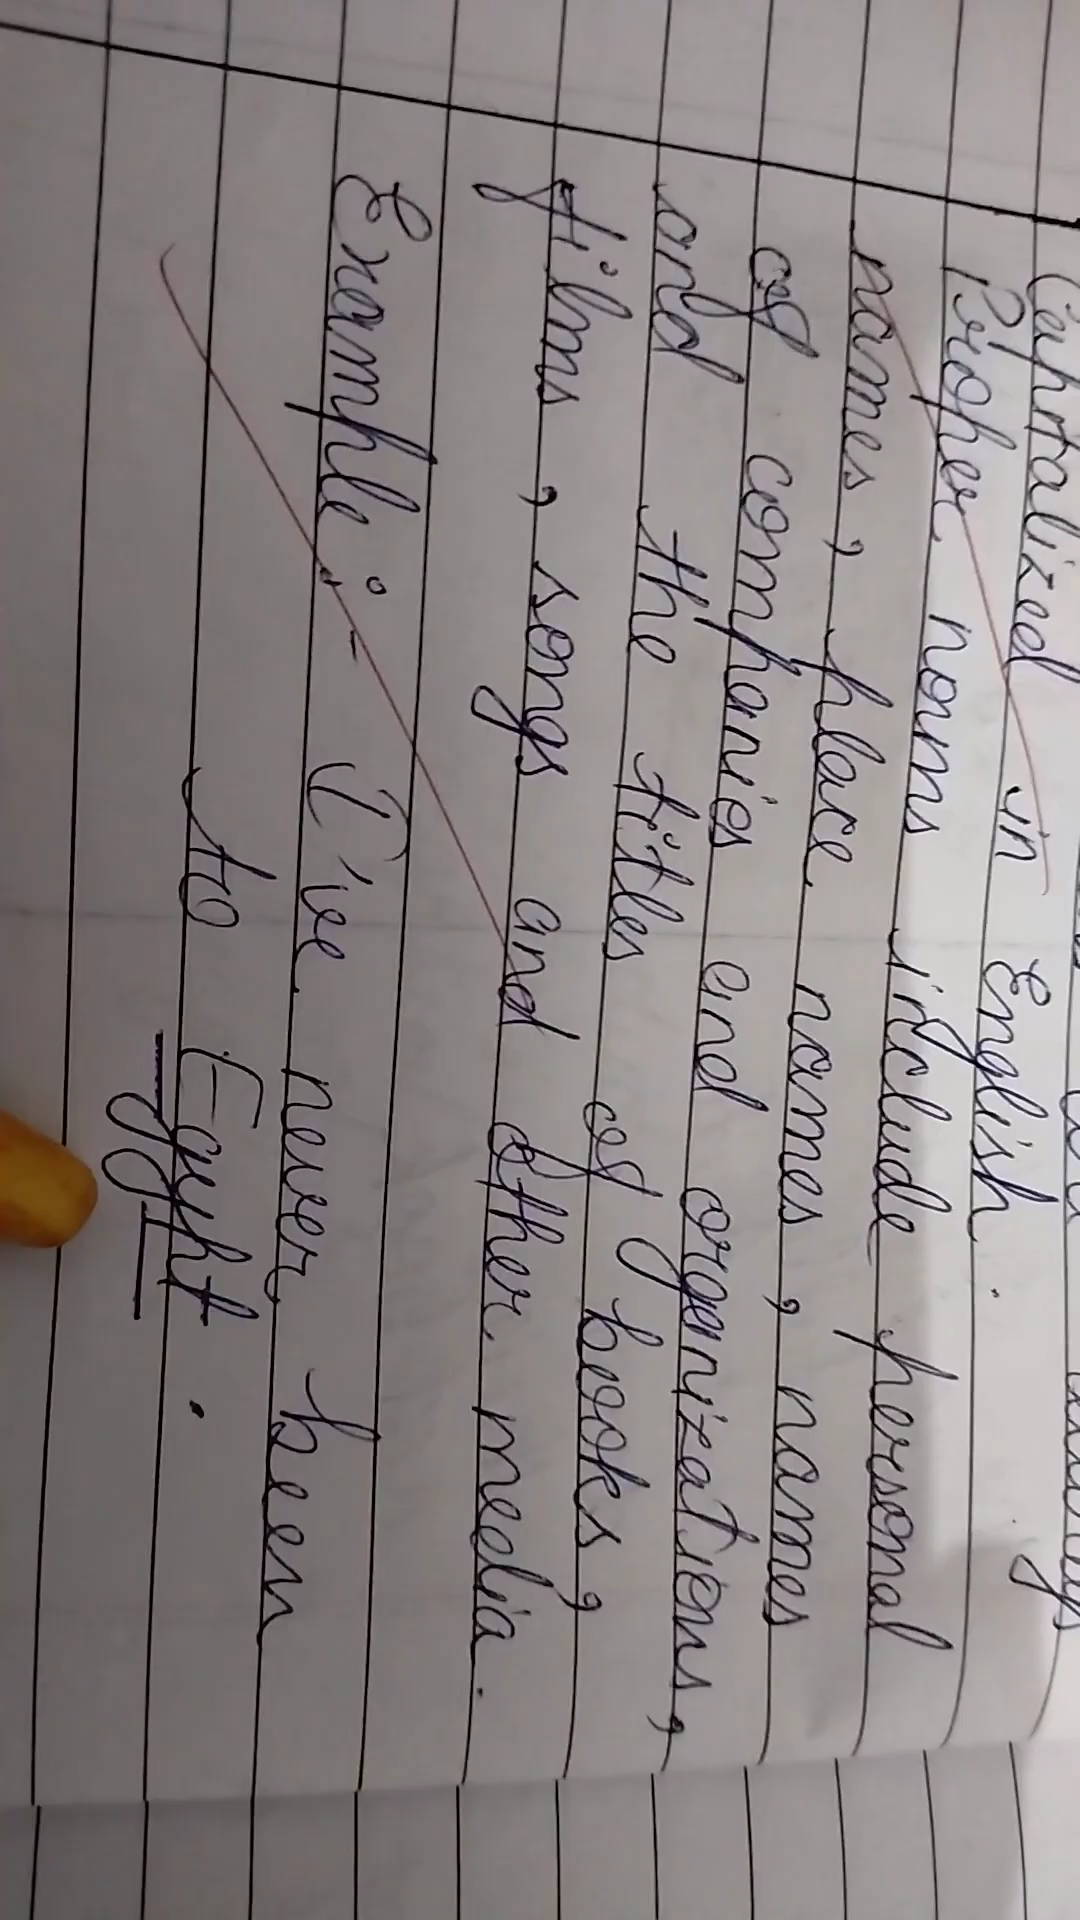 Capitalized in English.
Proper nouns include personal
names, place names, names
of companies and organizations,
and the titles of books,
films, songs and other media.
Example :- I've never been
to Egypt.